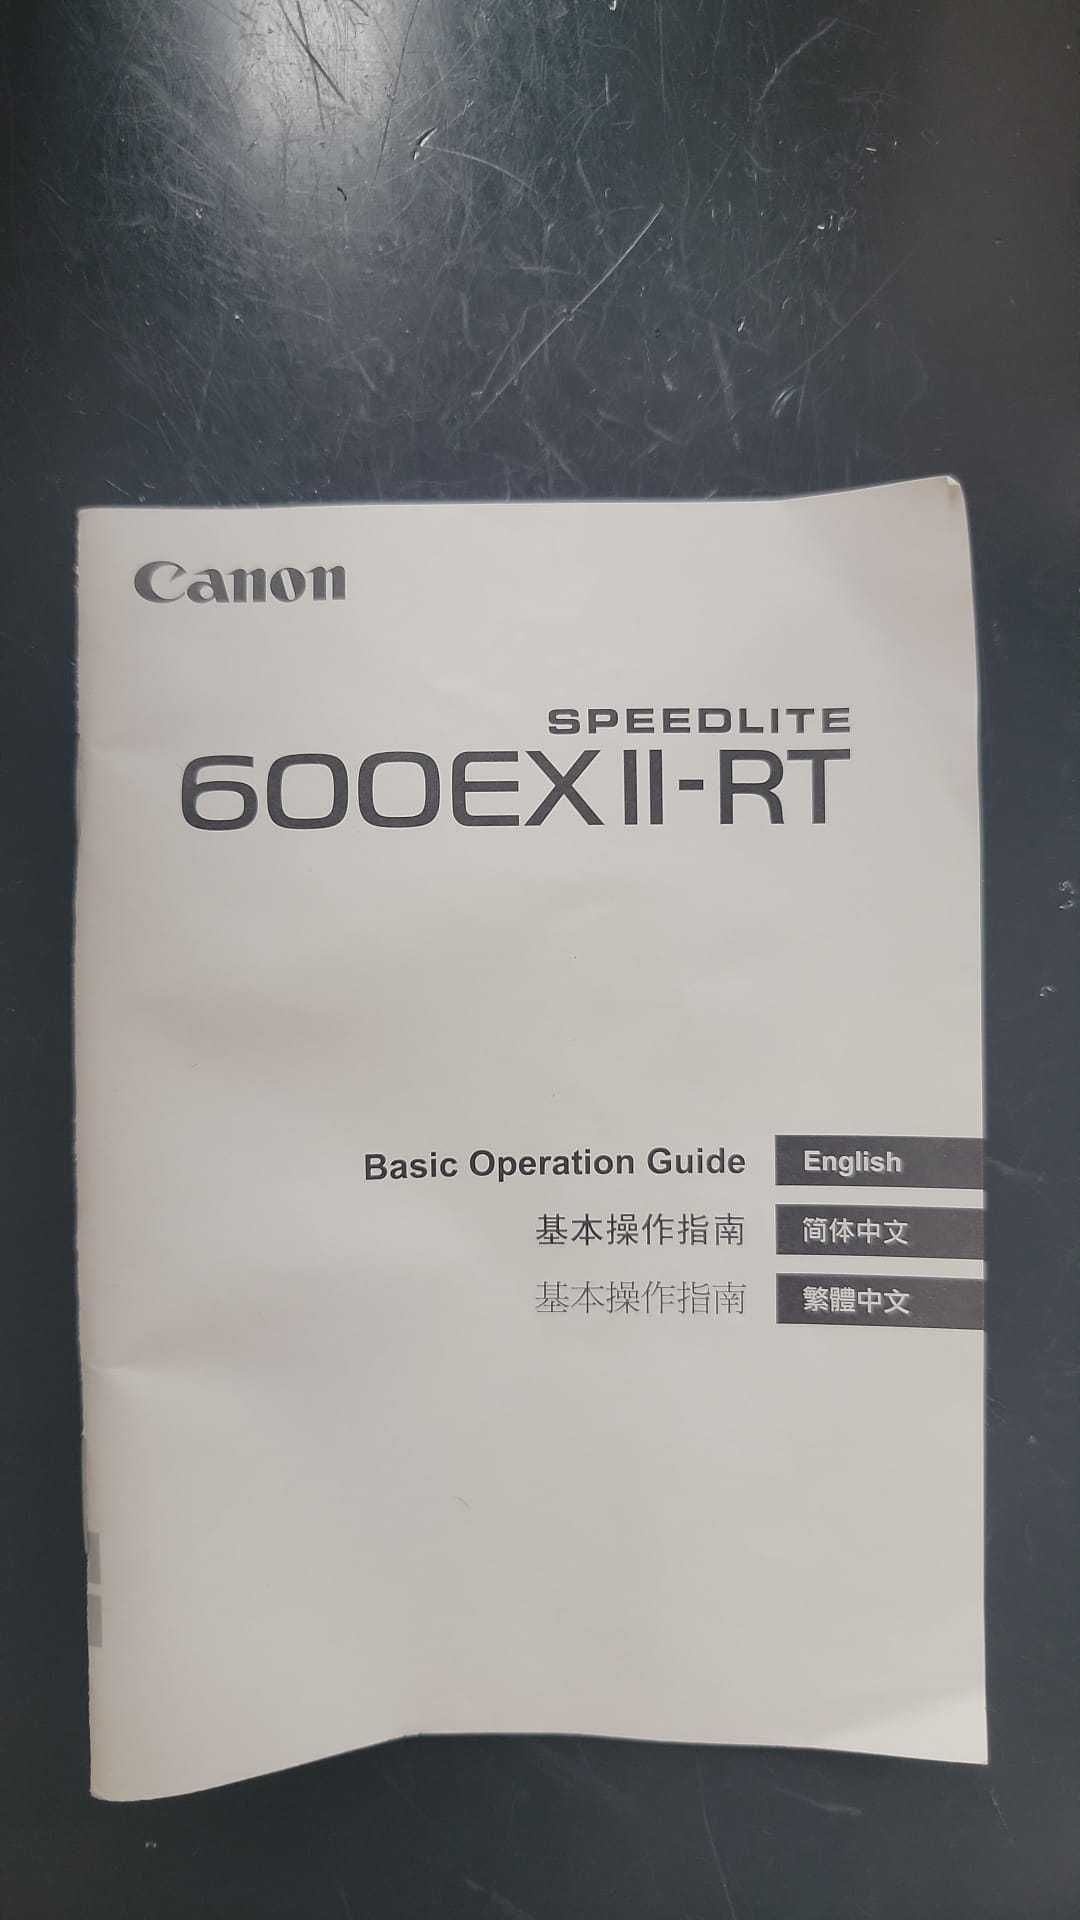 Canon
SPEEDLITE
600EX II-RT
Basic Operation Guide English
基本操作指南 简体中文
基本操作指南 繁體中文